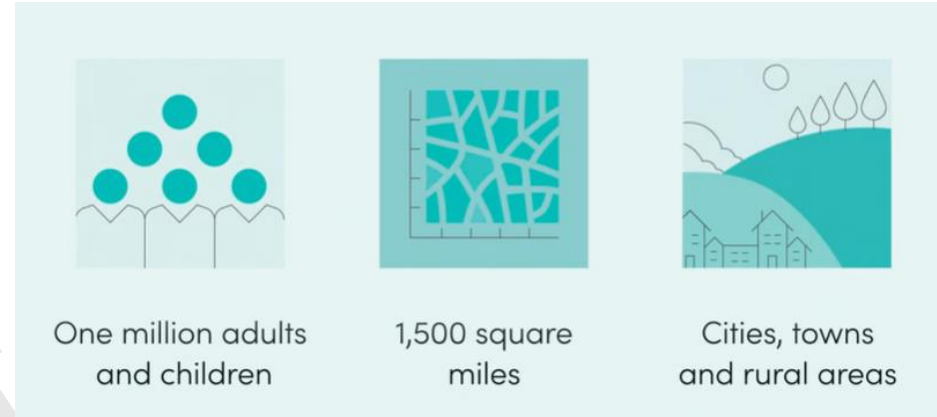 One million adults
and children
1,500 square
miles
Cities, towns
and rural areas